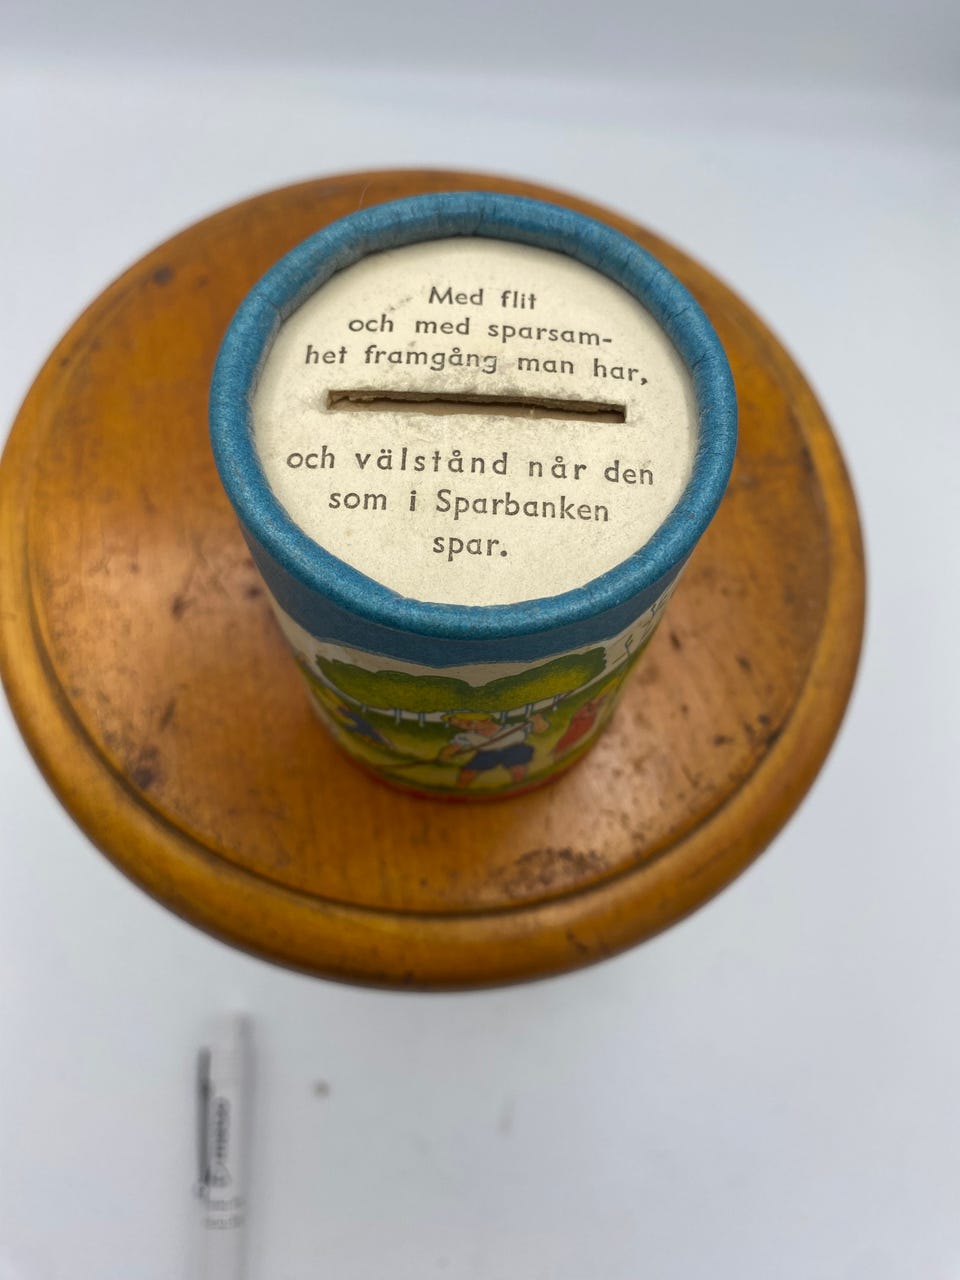 Med flit
och med sparsam-
het framgång man har,
och välstånd når den
som i Sparbanken
spar.